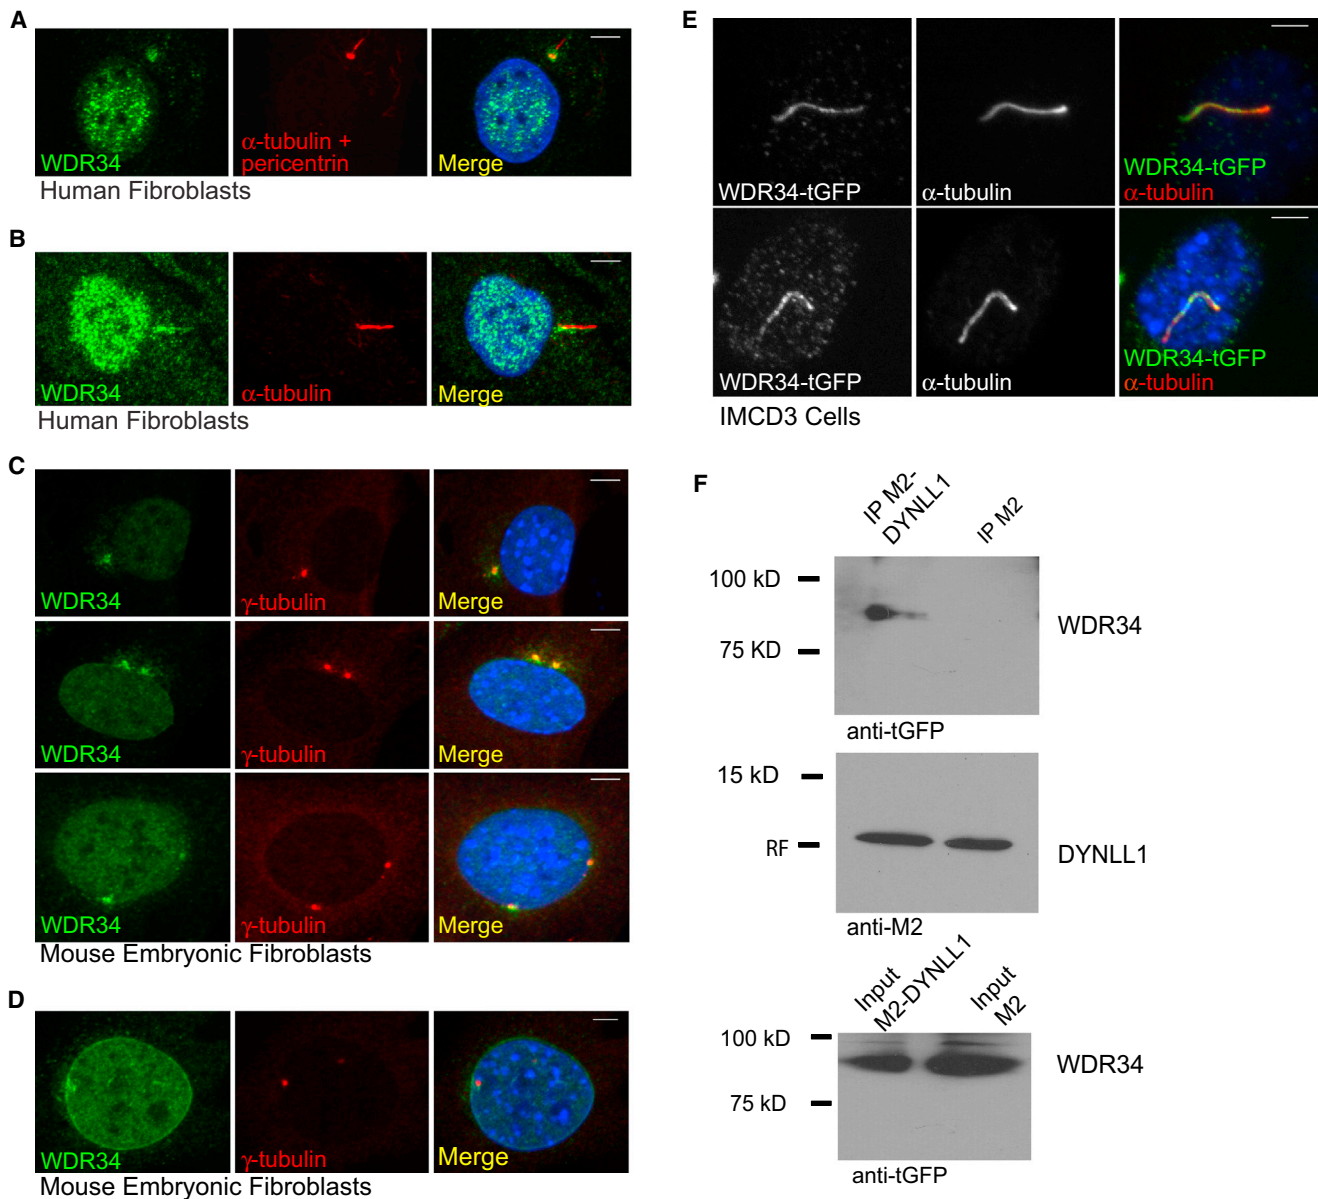 A
WDR34
α-tubulin +
pericentrin
Merge
Human Fibroblasts
B
WDR34
α-tubulin
Merge
Human Fibroblasts
C
WDR34
γ-tubulin
Merge
WDR34
γ-tubulin
Merge
WDR34
γ-tubulin
Merge
Mouse Embryonic Fibroblasts
D
WDR34
γ-tubulin
Merge
Mouse Embryonic Fibroblasts
E
WDR34-tGFP
α-tubulin
WDR34-tGFP
α-tubulin
WDR34-tGFP
α-tubulin
WDR34-tGFP
α-tubulin
IMCD3 Cells
F
IP M2-
DYNLL1
IP M2
100 kD
75 KD
WDR34
anti-tGFP
15 kD
RF
DYNLL1
anti-M2
Input
M2-DYNLL1
Input
M2
100 kD
75 kD
WDR34
anti-tGFP